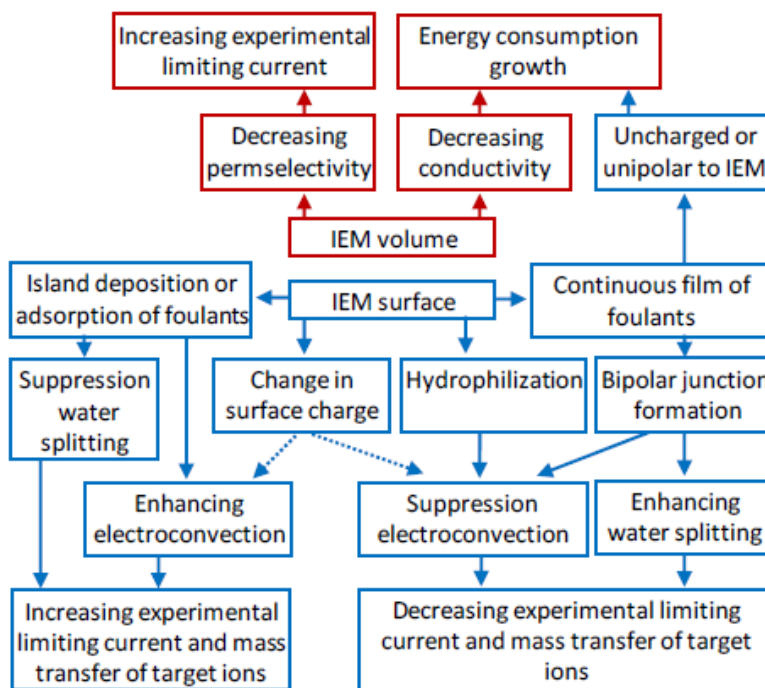 Increasing experimental
limiting current
Energy consumption
growth
Decreasing
permselectivity
Decreasing
conductivity
Uncharged or
unipolar to IEM
IEM volume
Island deposition or
adsorption of foulants
IEM surface
Continuous film of
foulants
Suppression
water
splitting
Change in
surface charge
Hydrophilization
Bipolar junction
formation
Enhancing
electroconvection
Suppression
electroconvection
Enhancing
water splitting
Increasing experimental
limiting current and mass
transfer of target ions
Decreasing experimental limiting
current and mass transfer of target
ions